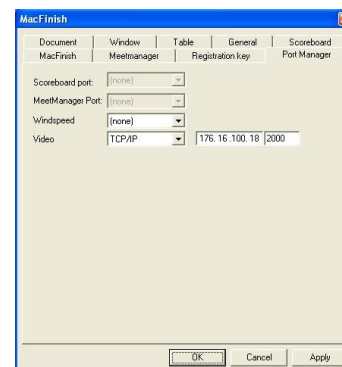 MacFinish
Document Window Table General Scoreboard
MacFinish Meetmanager Registration key Port Manager
Scoreboard port: (none)
MeetManager Port: (none)
Windspeed (none)
Video TCP/IP 176. 16 .100. 18 2000
OK Cancel Apply